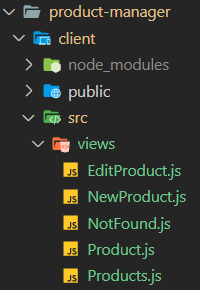 product-manager
client
node_modules
public
src
views
EditProduct.js
NewProduct.js
NotFound.js
Product.js
Products.js